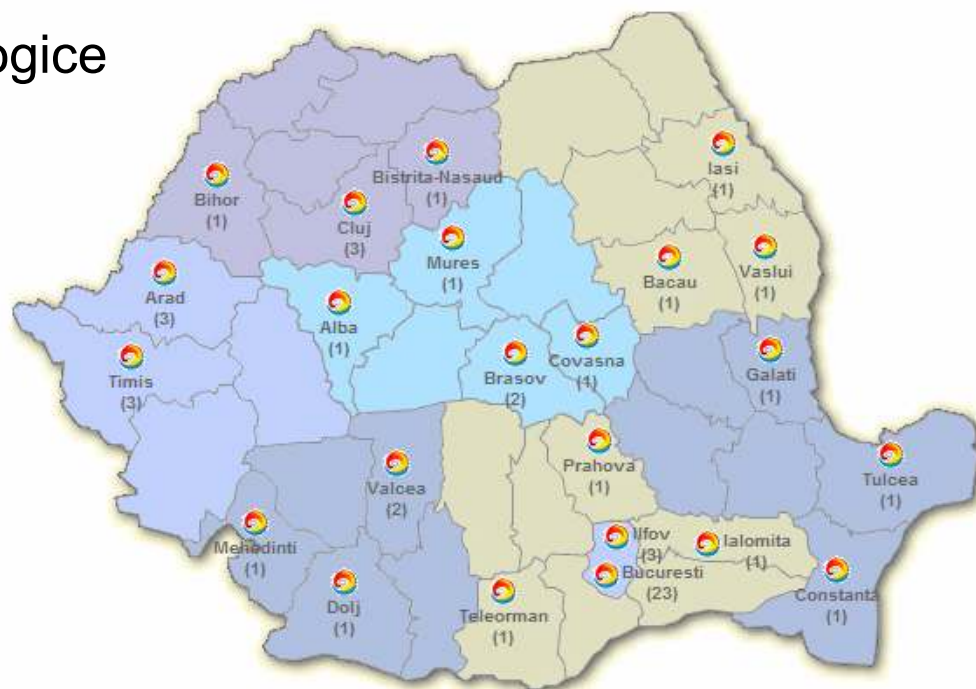 ogice
Iasi
(1)
Bistrita-Nasaud
(1)
Bihor
(1)
Cluj
(3)
Mures
(1)
Bacau
(1)
Vaslui
(1)
Arad
(3)
Alba
(1)
Timis
(3)
Brasov
(2)
Covasna
(1)
Galati
(1)
Prahova
(1)
Valcea
(2)
Tulcea
(1)
Mehedinti
(1)
Ilfov
(3)
Ialomita
(1)
Bucuresti
(23)
Dolj
(1)
Teleorman
(1)
Constanta
(1)